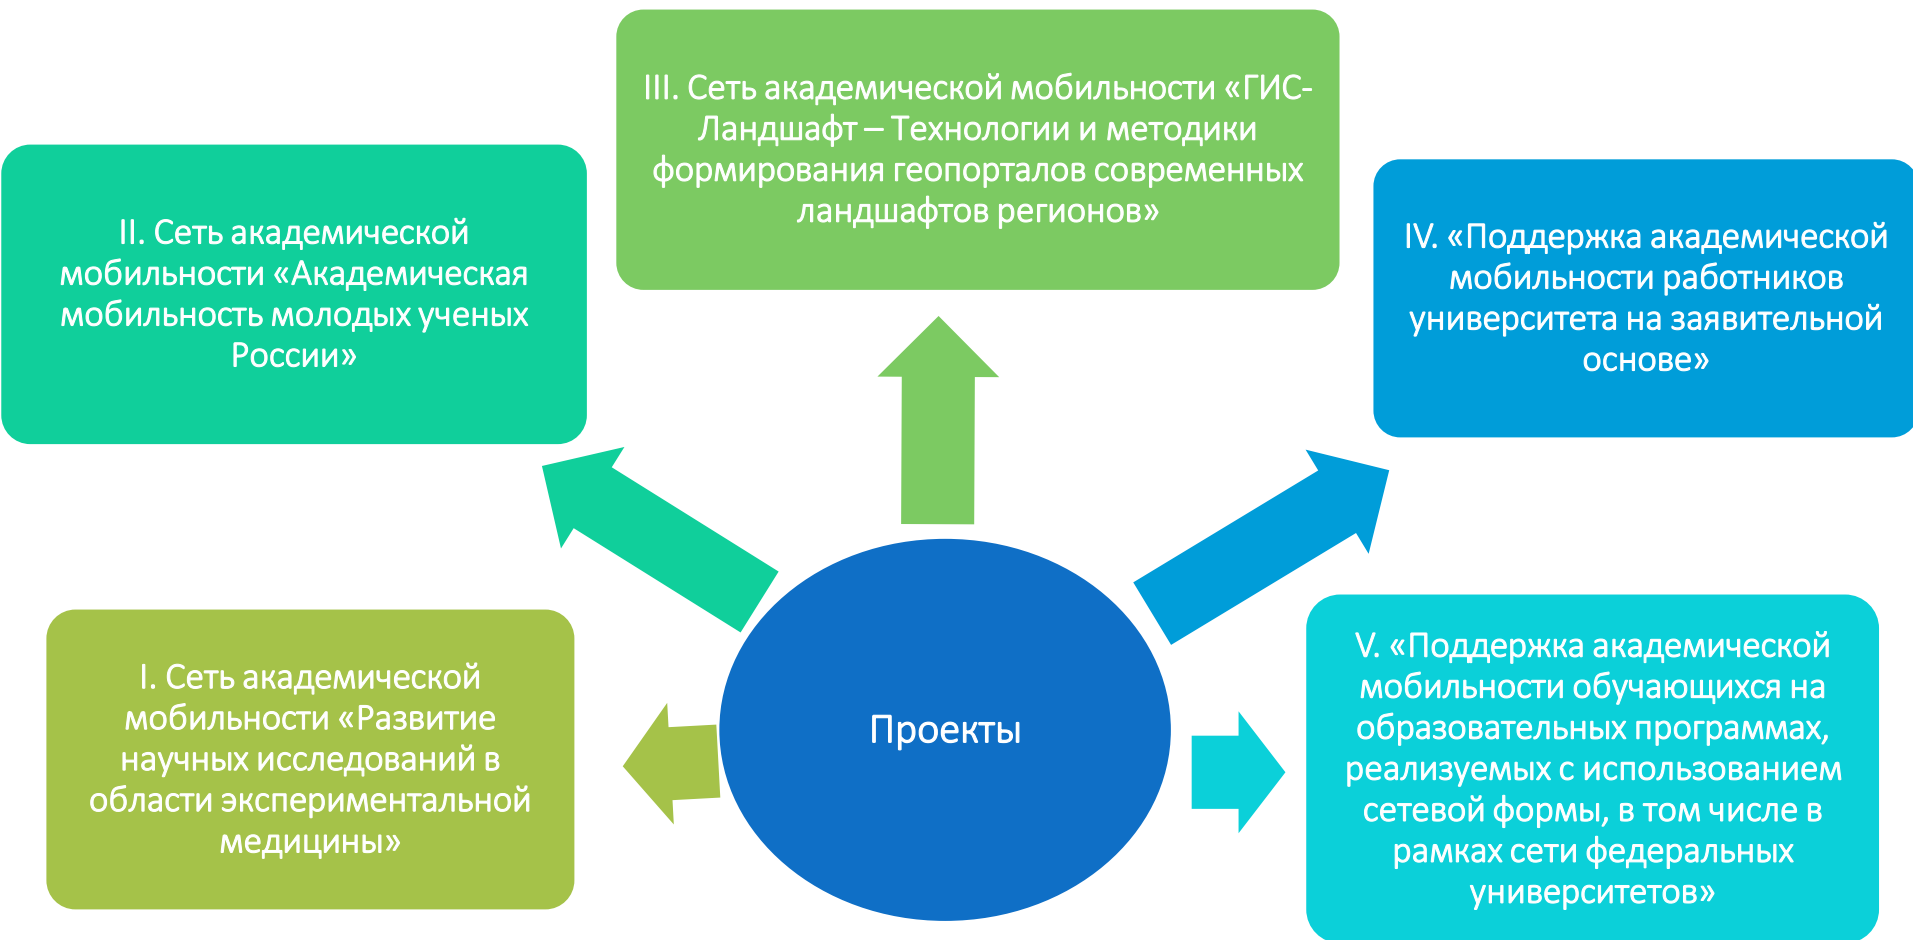 III. Сеть академической мобильности «ГИС-
Ландшафт – Технологии и методики
формирования геопорталов современных
ландшафтов регионов»
II. Сеть академической
мобильности «Академическая
мобильность молодых ученых
России»
IV. «Поддержка академической
мобильности работников
университета на заявительной
основе»
I. Сеть академической
мобильности «Развитие
научных исследований в
области экспериментальной
медицины»
Проекты
V. «Поддержка академической
мобильности обучающихся на
образовательных программах,
реализуемых с использованием
сетевой формы, в том числе в
рамках сети федеральных
университетов»